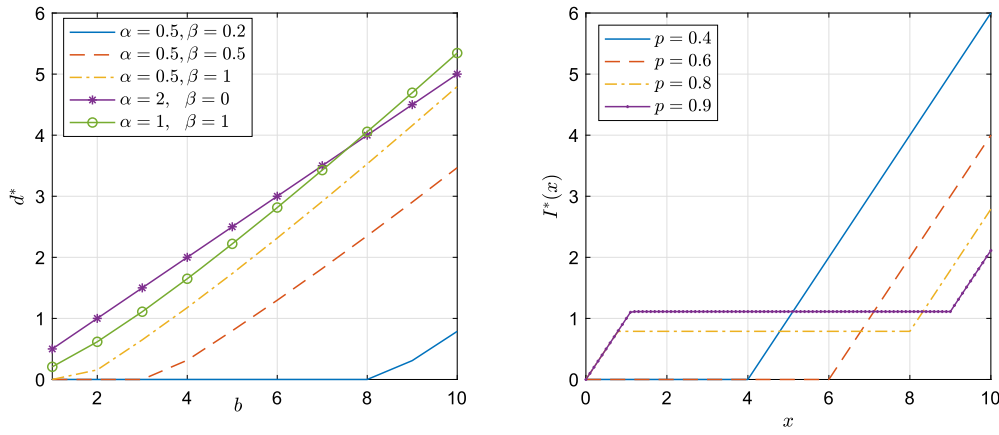 α = 0.5, β = 0.2
α = 0.5, β = 0.5
α = 0.5, β = 1
α = 2, β = 0
α = 1, β = 1
d*
6
5
4
3
2
1
0
2 4 6 8 10
b
p = 0.4
p = 0.6
p = 0.8
p = 0.9
I*(x)
6
5
4
3
2
1
0
0 2 4 6 8 10
x